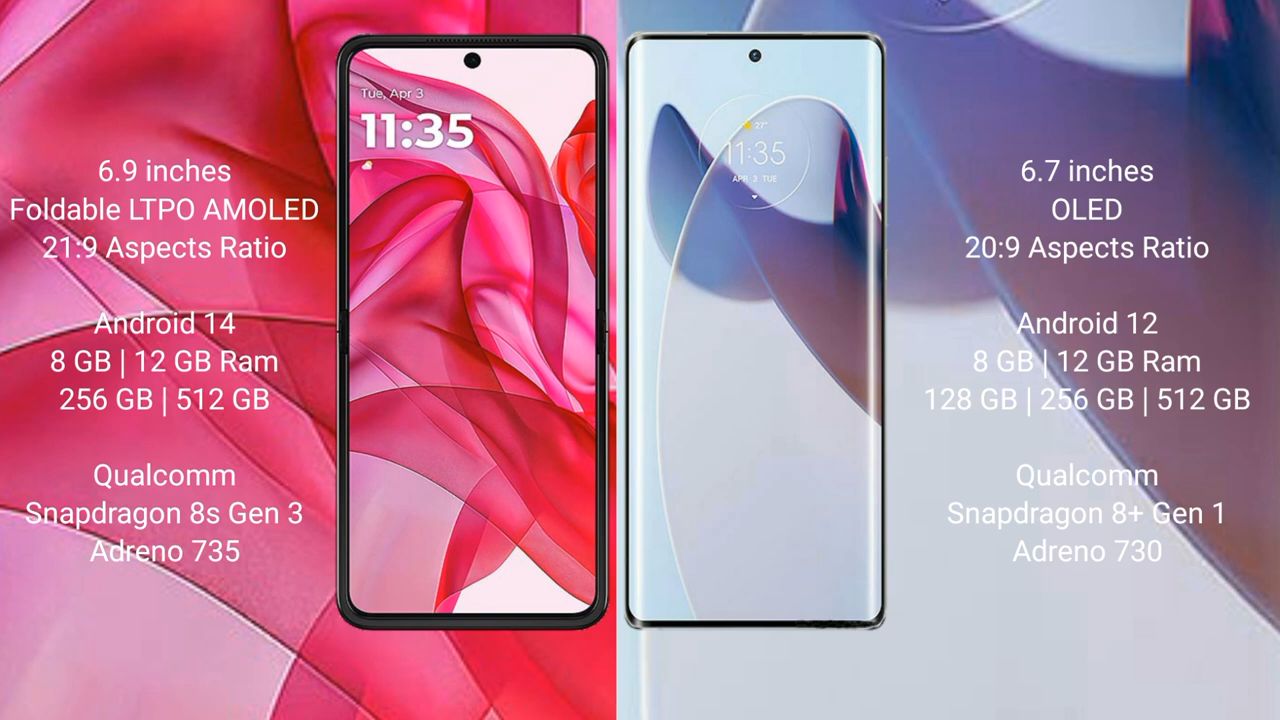 6.9 inches
Foldable LTPO AMOLED
21:9 Aspects Ratio
Android 14
8 GB | 12 GB Ram
256 GB | 512 GB
Qualcomm
Snapdragon 8s Gen 3
Adreno 735
Tue, Apr 3
11:35
27°
11:35
APR 3 TUE
6.7 inches
OLED
20:9 Aspects Ratio
Android 12
8 GB | 12 GB Ram
128 GB | 256 GB | 512 GB
Qualcomm
Snapdragon 8+ Gen 1
Adreno 730